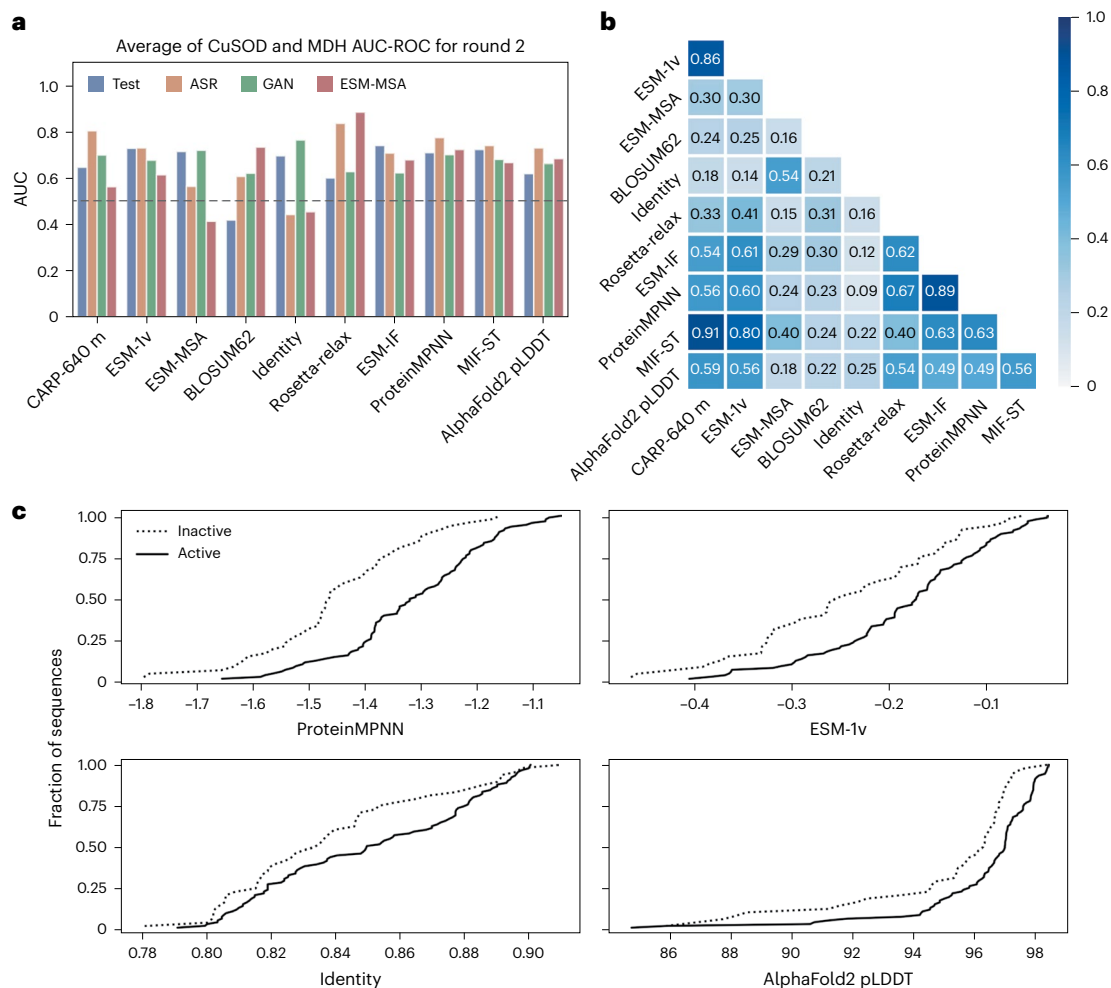 a
Average of CuSOD and MDH AUC-ROC for round 2
Test ASR GAN ESM-MSA
AUC
1.0
0.8
0.6
0.4
0.2
0
CARP-640 m
ESM-1v
ESM-MSA
BLOSUM62
Identity
Rosetta-relax
ESM-IF
ProteinMPNN
MIF-ST
AlphaFold2 pLDDT
b
ESM-1v 0.86
ESM-MSA 0.30 0.30
BLOSUM62 0.24 0.25 0.16
Identity 0.18 0.14 0.54 0.21
Rosetta-relax 0.33 0.41 0.15 0.31 0.16
ESM-IF 0.54 0.61 0.29 0.30 0.12 0.62
ProteinMPNN 0.56 0.60 0.24 0.23 0.09 0.67 0.89
MIF-ST 0.91 0.80 0.40 0.24 0.22 0.40 0.63 0.63
AlphaFold2 pLDDT 0.59 0.56 0.18 0.22 0.25 0.54 0.49 0.49 0.56
CARP-640 m
ESM-1v
ESM-MSA
BLOSUM62
Identity
Rosetta-relax
ESM-IF
ProteinMPNN
MIF-ST
1.0
0.8
0.6
0.4
0.2
0
c
Fraction of sequences
1.00
0.75
0.50
0.25
0
Inactive
Active
−1.8 −1.7 −1.6 −1.5 −1.4 −1.3 −1.2 −1.1
ProteinMPNN
−0.4 −0.3 −0.2 −0.1
ESM-1v
1.00
0.75
0.50
0.25
0
0.78 0.80 0.82 0.84 0.86 0.88 0.90
Identity
86 88 90 92 94 96 98
AlphaFold2 pLDDT